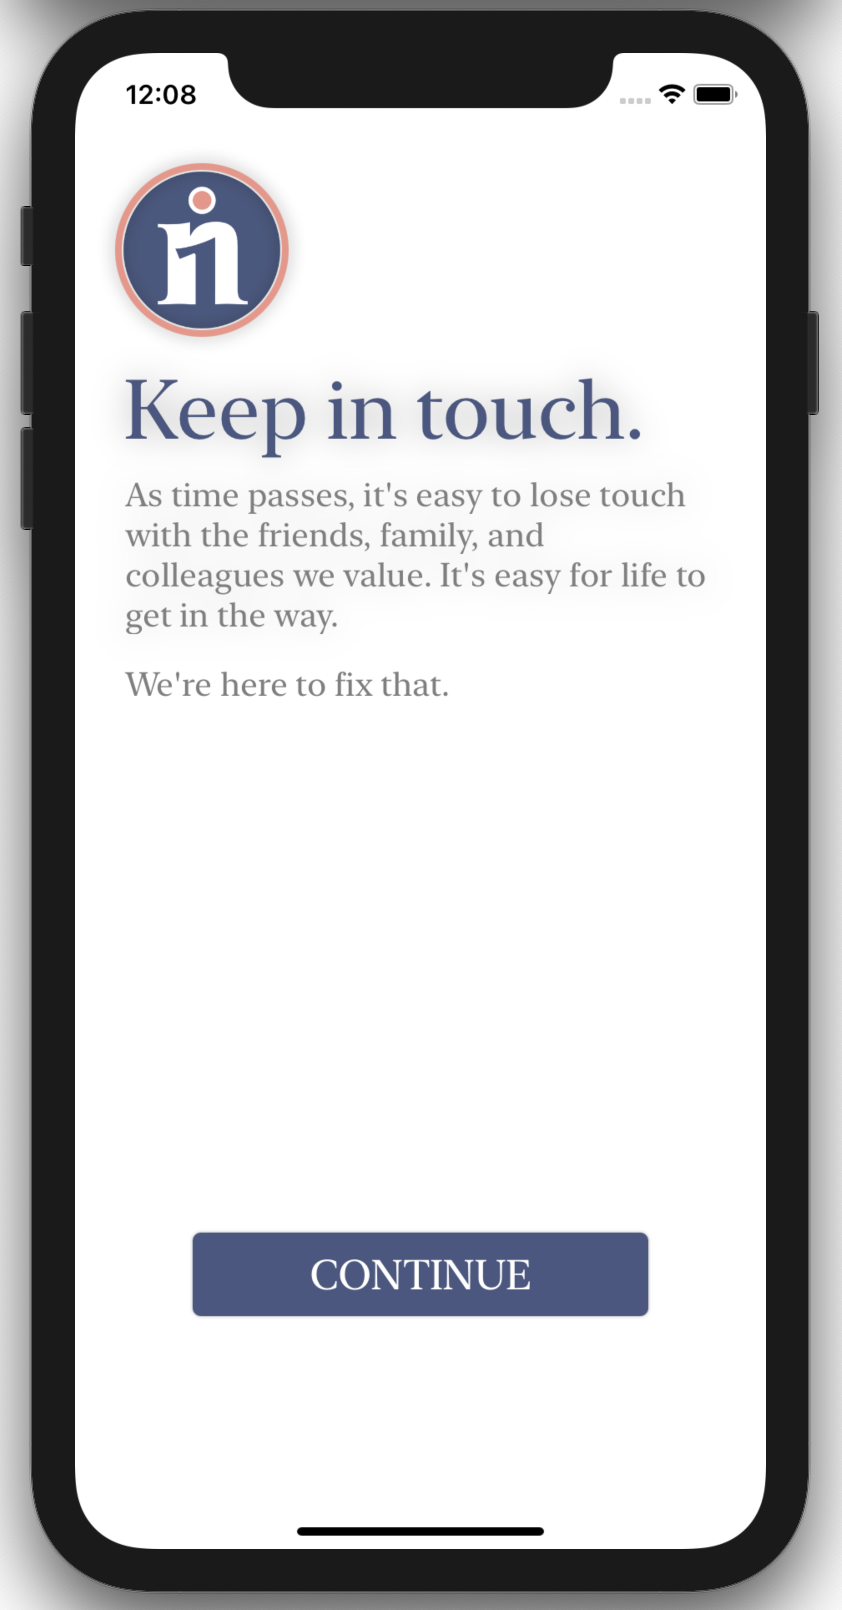 12:08
Keep in touch.
As time passes, it's easy to lose touch
with the friends, family, and
colleagues we value. It's easy for life to
get in the way.
We're here to fix that.
CONTINUE